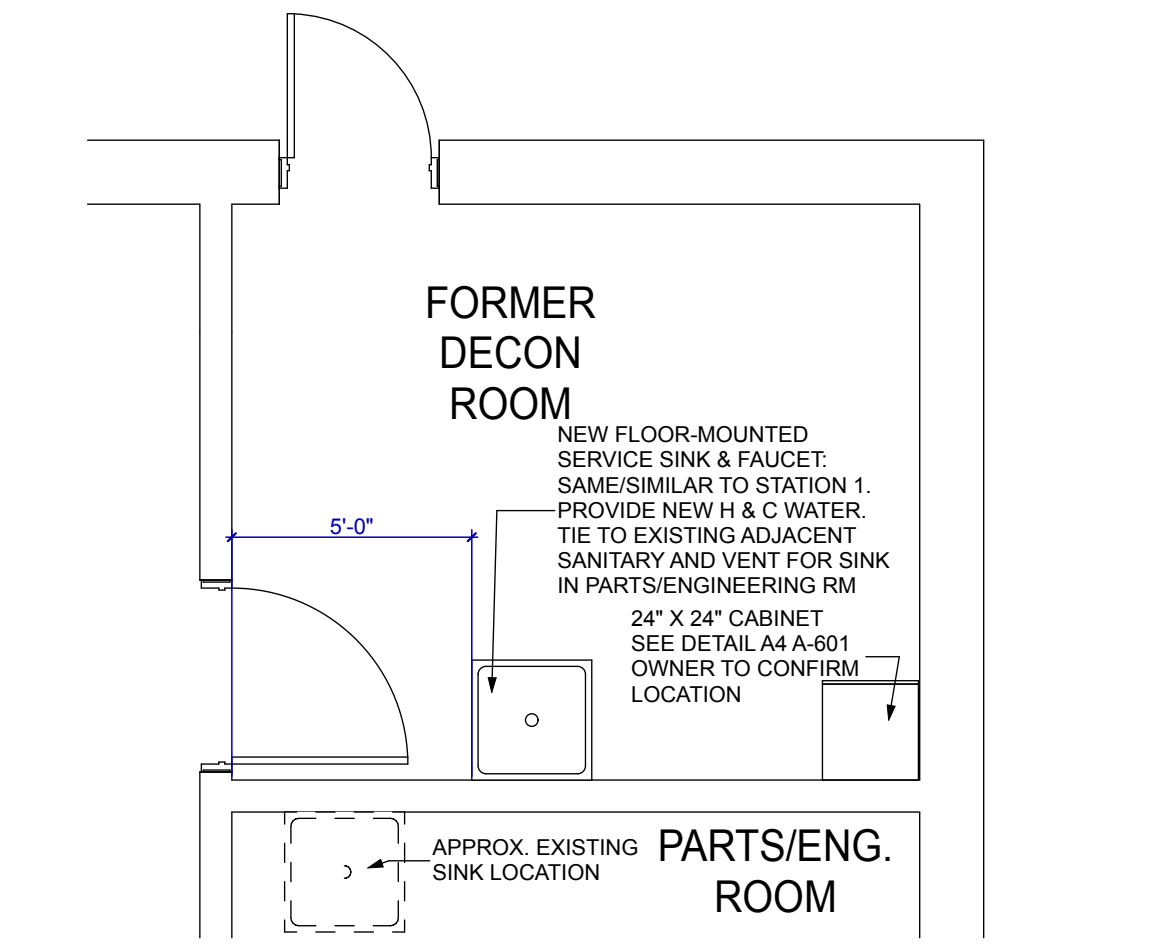 FORMER
DECON
ROOM
NEW FLOOR-MOUNTED
SERVICE SINK & FAUCET:
SAME/SIMILAR TO STATION 1.
PROVIDE NEW H & C WATER.
TIE TO EXISTING ADJACENT
SANITARY AND VENT FOR SINK
IN PARTS/ENGINEERING RM
5'-0"
24" X 24" CABINET
SEE DETAIL A4 A-601
OWNER TO CONFIRM
LOCATION
APPROX. EXISTING
SINK LOCATION
PARTS/ENG.
ROOM